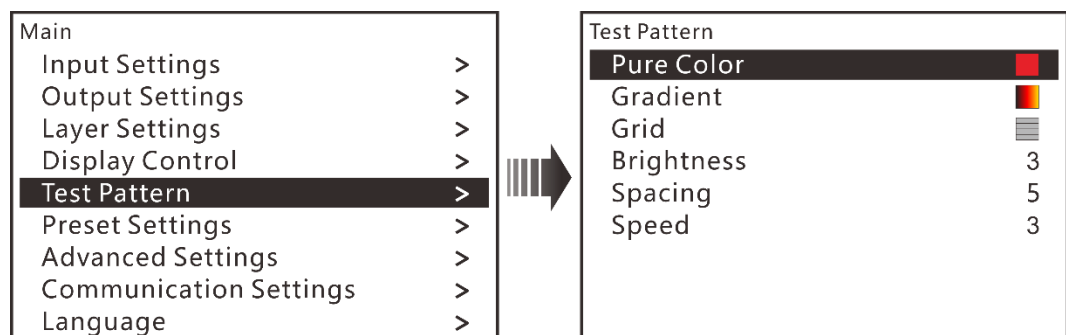 Main
Input Settings >
Output Settings >
Layer Settings >
Display Control >
Test Pattern >
Preset Settings >
Advanced Settings >
Communication Settings >
Language >
Test Pattern
Pure Color
Gradient
Grid
Brightness 3
Spacing 5
Speed 3